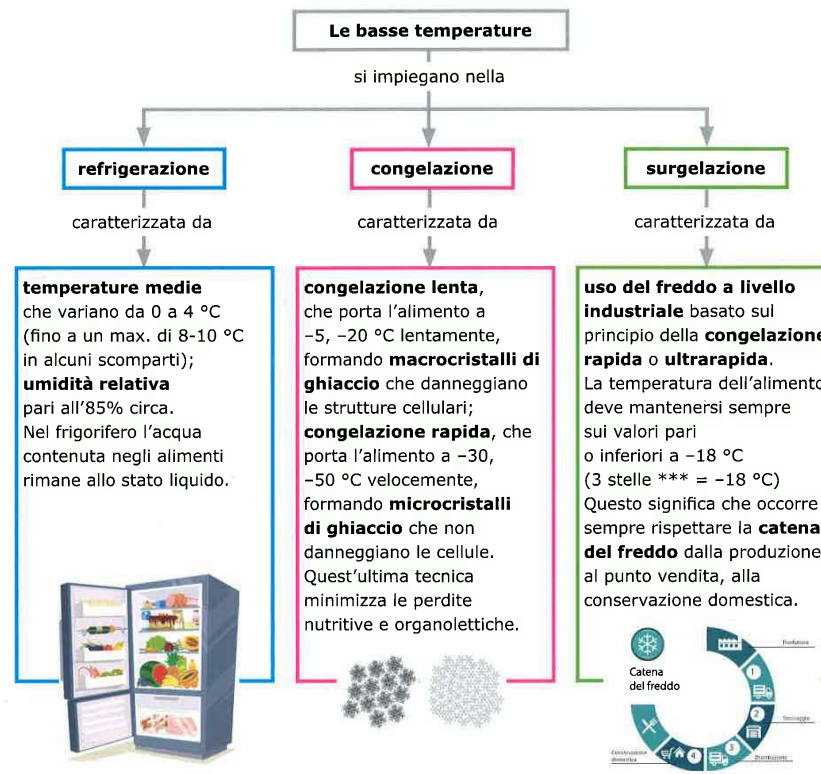 Le basse temperature
si impiegano nella
refrigerazione
caratterizzata da
temperature medie
che variano da 0 a 4 °C
(fino a un max. di 8-10 °C
in alcuni scomparti);
umidità relativa
pari all'85% circa.
Nel frigorifero l'acqua
contenuta negli alimenti
rimane allo stato liquido.
congelazione
caratterizzata da
congelazione lenta,
che porta l'alimento a
–5, –20 °C lentamente,
formando macrocristalli di
ghiaccio che danneggiano
le strutture cellulari;
congelazione rapida, che
porta l'alimento a –30,
–50 °C velocemente,
formando microcristalli
di ghiaccio che non
danneggiano le cellule.
Quest'ultima tecnica
minimizza le perdite
nutritive e organolettiche.
surgelazione
caratterizzata da
uso del freddo a livello
industriale basato sul
principio della congelazione
rapida o ultrarapida.
La temperatura dell'alimento
deve mantenersi sempre
sui valori pari
o inferiori a –18 °C
(3 stelle *** = –18 °C)
Questo significa che occorre
sempre rispettare la catena
del freddo dalla produzione
al punto vendita, alla
conservazione domestica.
Catena
del freddo
Produzione
1
2
Stoccaggio
3
Distribuzione
4
Conservazione
domestica